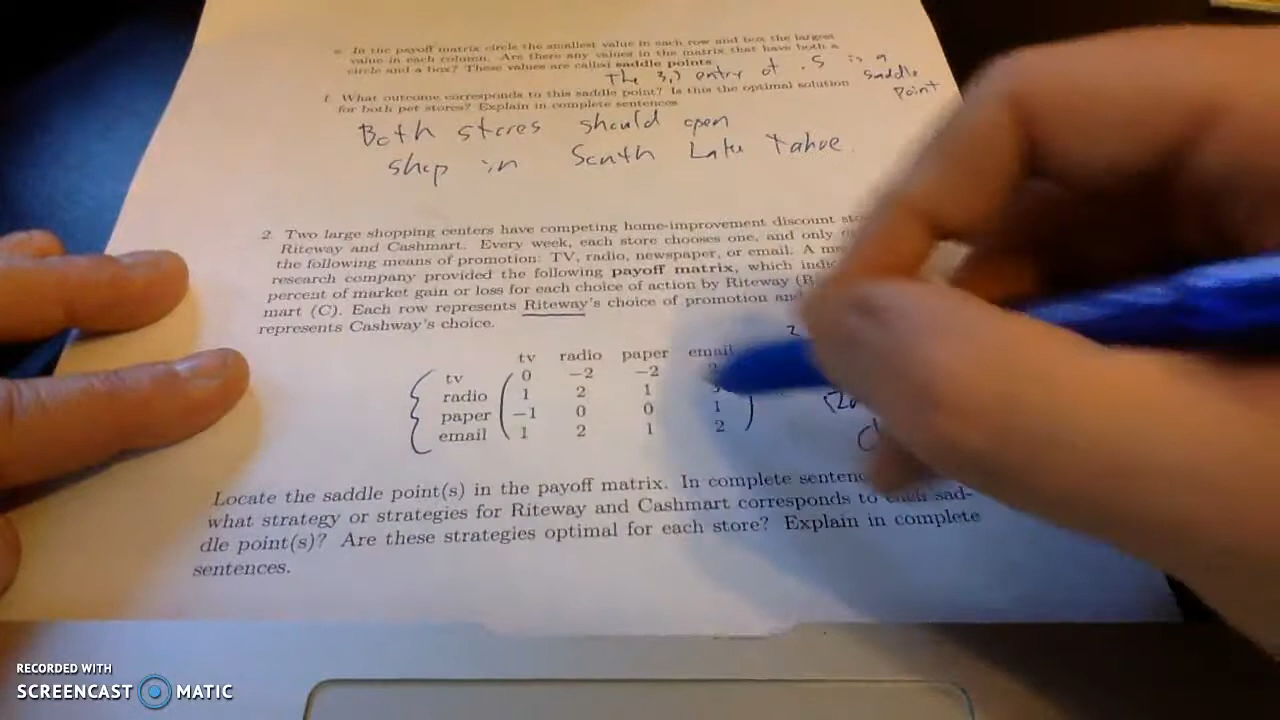 e. In the payoff matrix circle the smallest value in each row and box the largest
value in each column. Are there any values in the matrix that have both a
circle and a box? These values are called saddle points.
The 3,1 entry of .5 is a
saddle
point
f. What outcome corresponds to this saddle point? Is this the optimal solution
for both pet stores? Explain in complete sentences
Both stores should open
shop in South Lake Tahoe.
2. Two large shopping centers have competing home-improvement discount
Riteway and Cashmart. Every week, each store chooses one, and only
the following means of promotion: TV, radio, newspaper, or email. A
research company provided the following payoff matrix, which
percent of market gain or loss for each choice of action by Riteway
mart (C). Each row represents Riteway's choice of promotion
represents Cashway's choice.
tv radio paper email
tv 0 −2 −2
radio 1 2 1
paper −1 0 0 1
email 1 2 1 2
Locate the saddle point(s) in the payoff matrix. In complete
what strategy or strategies for Riteway and Cashmart corresponds to each sad-
dle point(s)? Are these strategies optimal for each store? Explain in complete
sentences.
RECORDED WITH
SCREENCAST MATIC